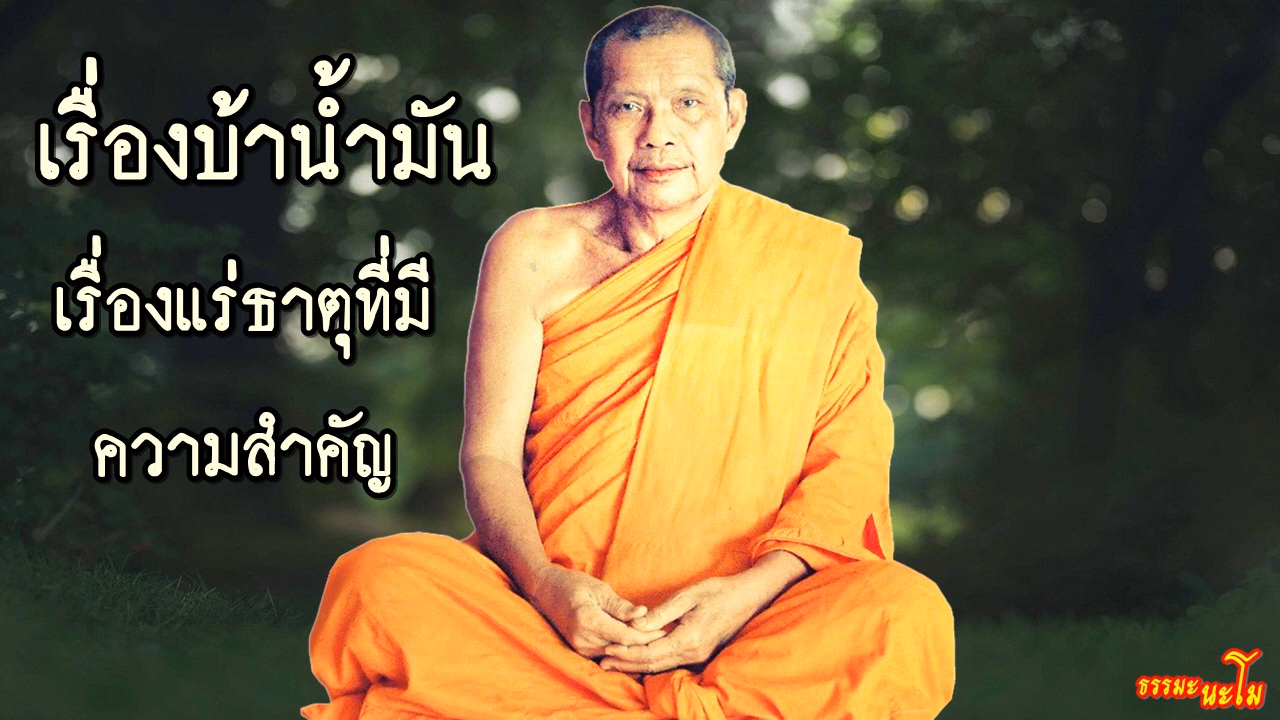 เรื่องบ้าน้ำมัน
เรื่องแร่ธาตุที่มี
ความสำคัญ
ธรรมะนะโม